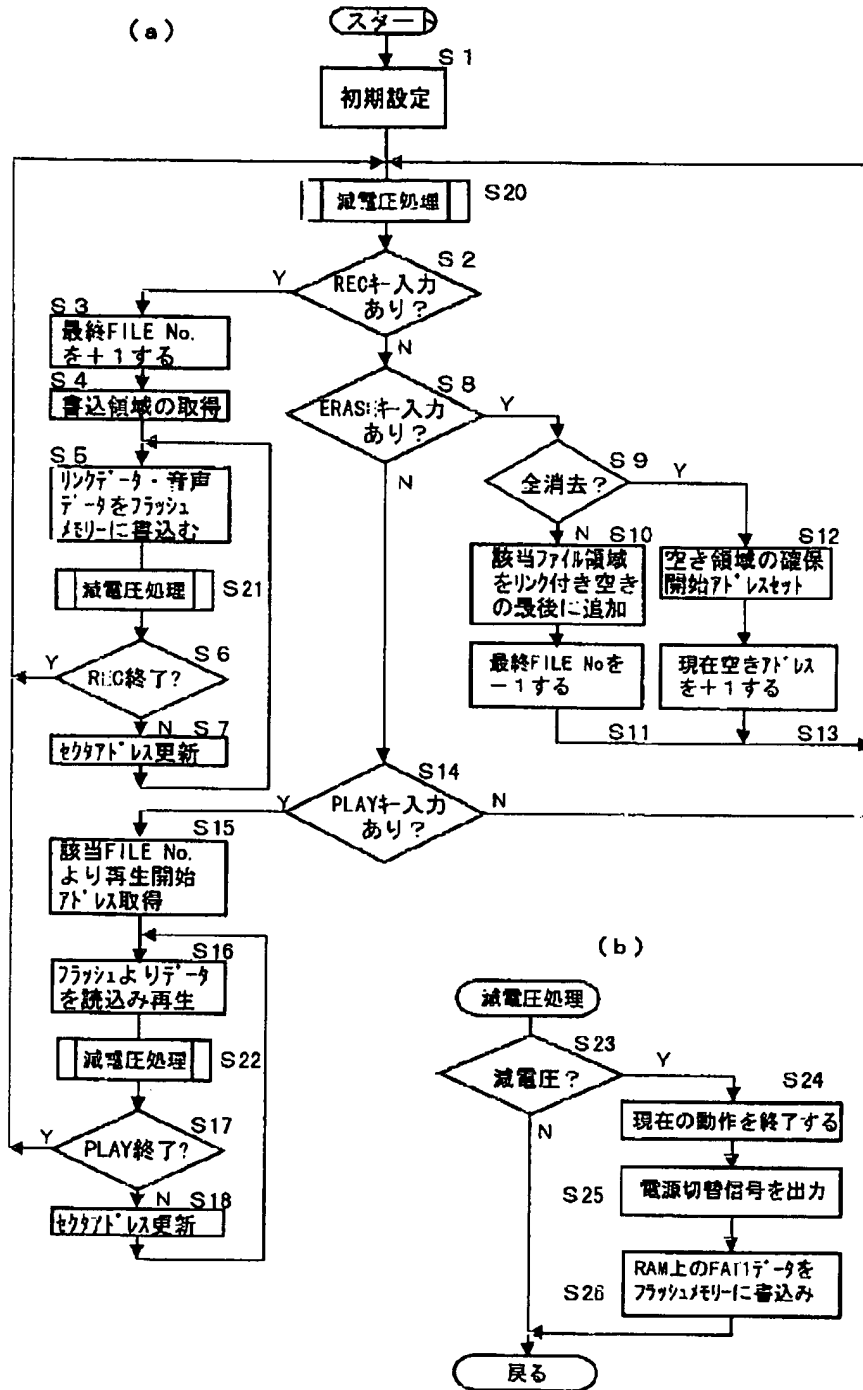 (a)
スタート
S1
初期設定
減電圧処理
S20
S2
RECキー入力
あり?
Y
N
S3
最終FILE No.
を+1する
S4
書込領域の取得
S5
リンクデータ・音声
データをフラッシュ
メモリーに書込む
減電圧処理
S21
S6
REC終了?
Y
N
S7
セクタアドレス更新
S8
ERASEキー入力
あり?
Y
N
S9
全消去?
Y
N
S10
該当ファイル領域
をリンク付き空き
の最後に追加
最終FILE Noを
-1する
S11
S12
空き領域の確保
開始アドレスセット
現在空きアドレス
を+1する
S13
S14
PLAYキー入力
あり?
Y
N
S15
該当FILE No.
より再生開始
アドレス取得
S16
フラッシュよりデータ
を読込み再生
減電圧処理
S22
S17
PLAY終了?
Y
N
S18
セクタアドレス更新
(b)
減電圧処理
S23
減電圧?
Y
N
S24
現在の動作を終了する
S25
電源切替信号を出力
S26
RAM上のFAT1データを
フラッシュメモリーに書込み
戻る